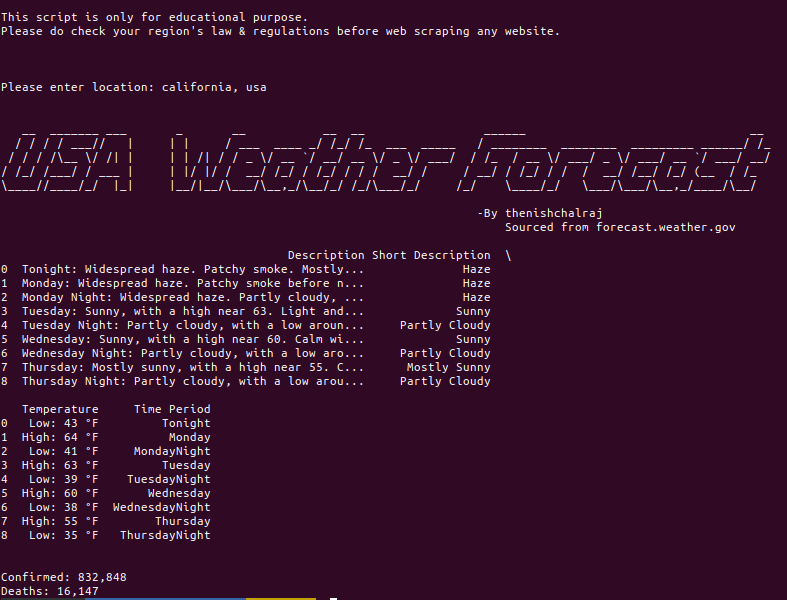 This script is only for educational purpose.
Please do check your region's law & regulations before web scraping any website.
Please enter location: california, usa
USA Weather Forecast
-By thenishchalraj
Sourced from forecast.weather.gov
Description Short Description \
0 Tonight: Widespread haze. Patchy smoke. Mostly... Haze
1 Monday: Widespread haze. Patchy smoke before n... Haze
2 Monday Night: Widespread haze. Partly cloudy, ... Haze
3 Tuesday: Sunny, with a high near 63. Light and... Sunny
4 Tuesday Night: Partly cloudy, with a low aroun... Partly Cloudy
5 Wednesday: Sunny, with a high near 60. Calm wi... Sunny
6 Wednesday Night: Partly cloudy, with a low aro... Partly Cloudy
7 Thursday: Mostly sunny, with a high near 55. C... Mostly Sunny
8 Thursday Night: Partly cloudy, with a low arou... Partly Cloudy
Temperature Time Period
0 Low: 43 °F Tonight
1 High: 64 °F Monday
2 Low: 41 °F MondayNight
3 High: 63 °F Tuesday
4 Low: 39 °F TuesdayNight
5 High: 60 °F Wednesday
6 Low: 38 °F WednesdayNight
7 High: 55 °F Thursday
8 Low: 35 °F ThursdayNight
Confirmed: 832,848
Deaths: 16,147